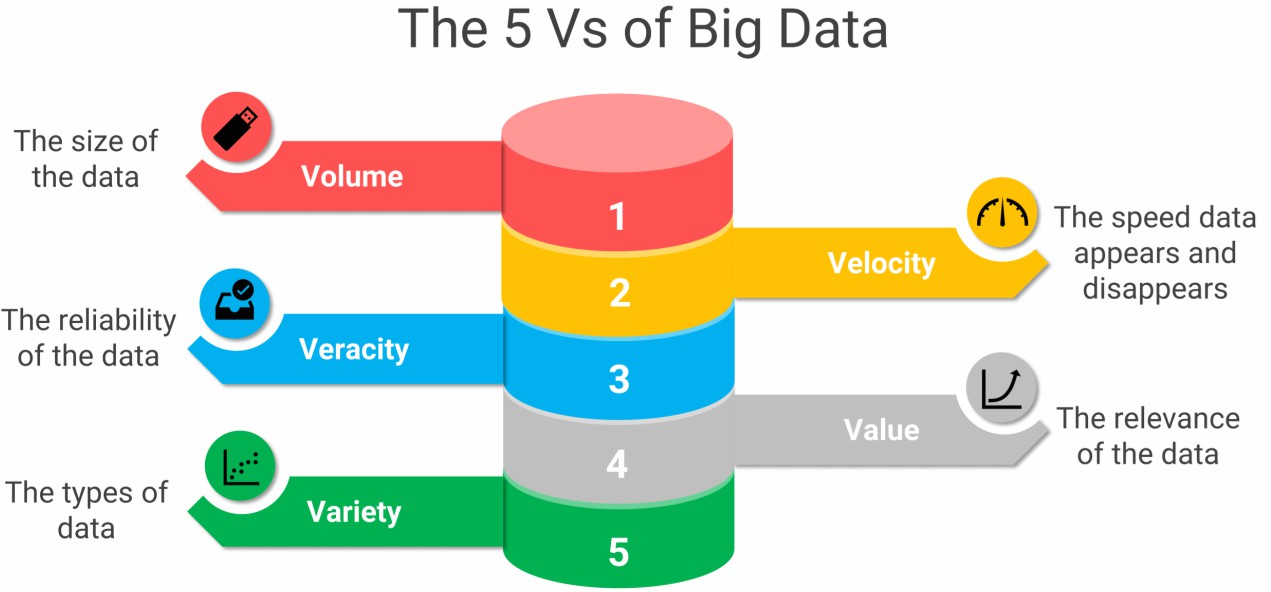 The 5 Vs of Big Data
The size of
the data
Volume
1
Velocity
The speed data
appears and
disappears
2
The reliability
of the data
Veracity
3
Value
The relevance
of the data
4
The types of
data
Variety
5